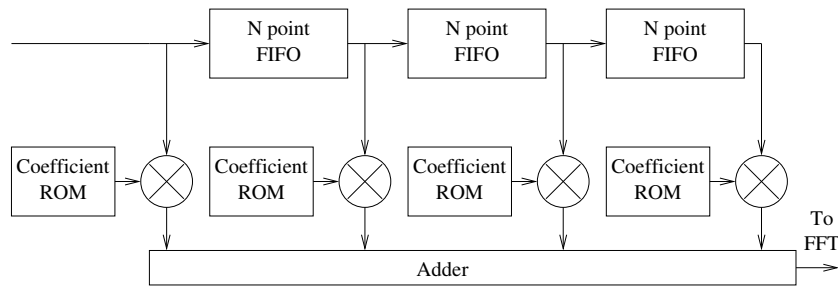 N point
FIFO
N point
FIFO
N point
FIFO
Coefficient
ROM
Coefficient
ROM
Coefficient
ROM
Coefficient
ROM
To
FFT
Adder